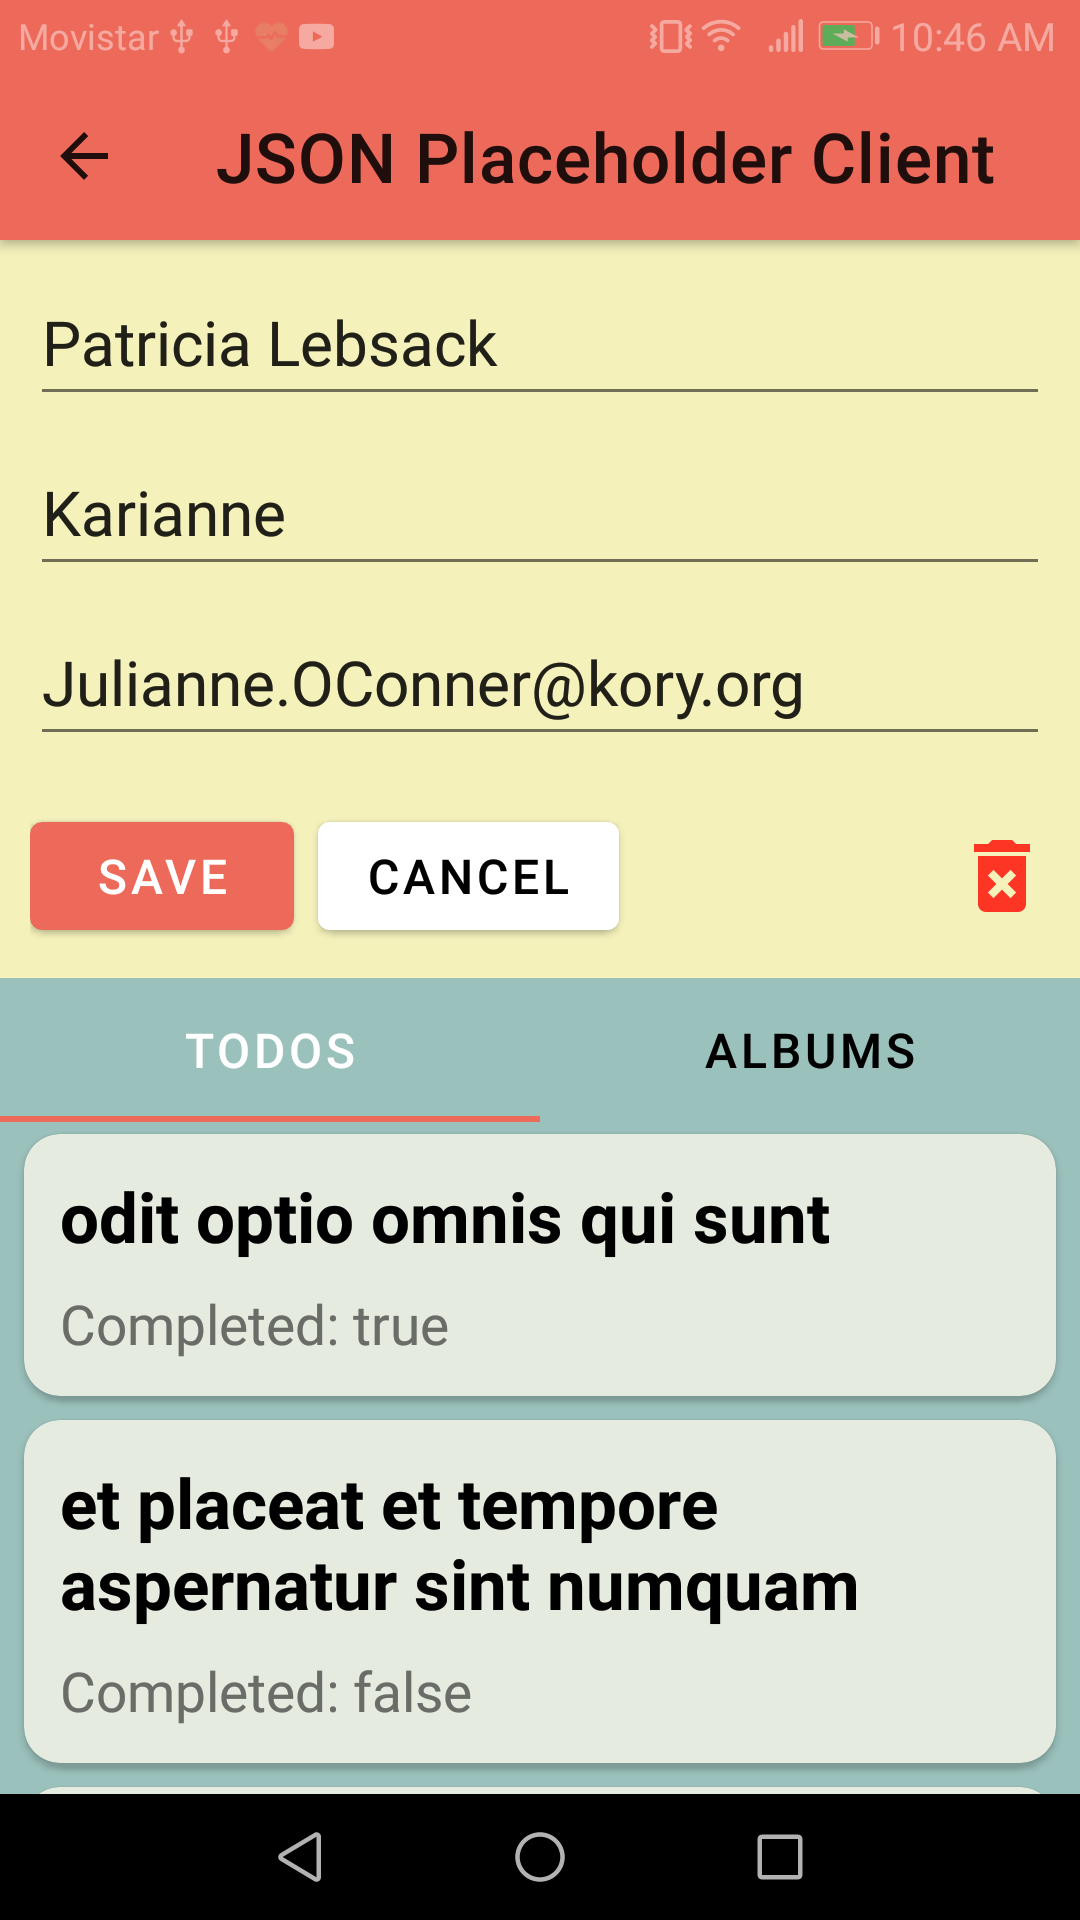 Movistar 10:46 AM
JSON Placeholder Client
Patricia Lebsack
Karianne
Julianne.OConner@kory.org
SAVE CANCEL
TODOS ALBUMS
odit optio omnis qui sunt
Completed: true
et placeat et tempore
aspernatur sint numquam
Completed: false